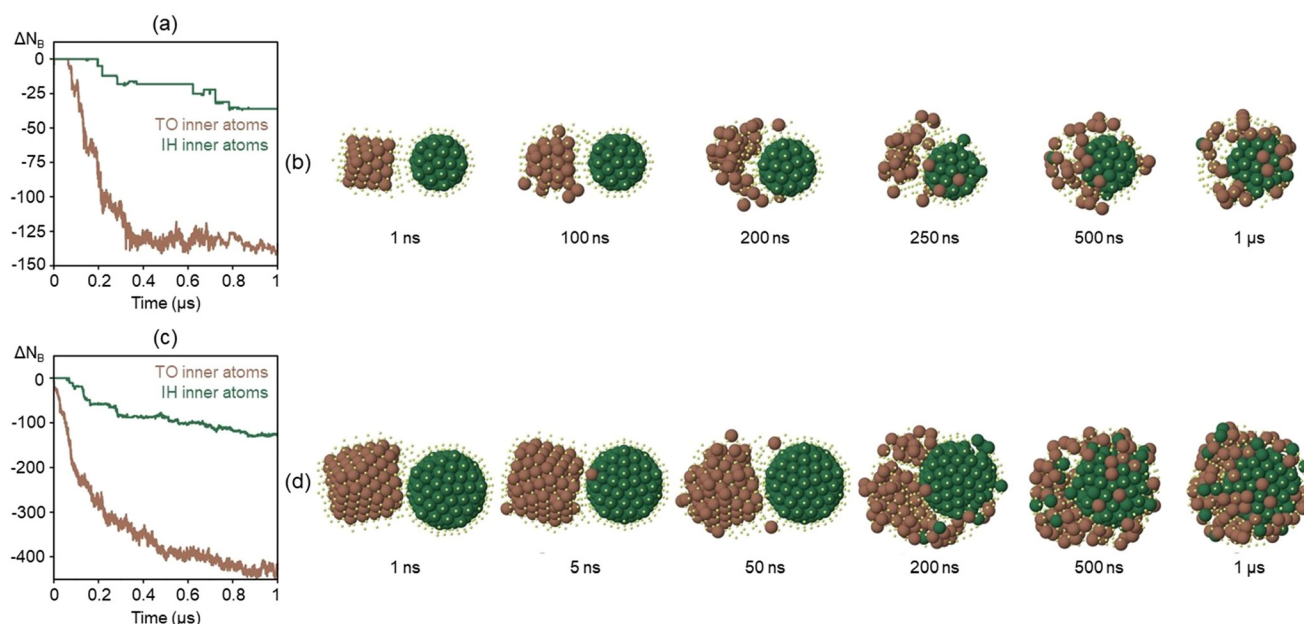 (a)
ΔN_B
0
-25
-50
-75
-100
-125
-150
TO inner atoms
IH inner atoms
0 0.2 0.4 0.6 0.8 1
Time (µs)
(b)
1 ns 100 ns 200 ns 250 ns 500 ns 1 µs
(c)
ΔN_B
0
-100
-200
-300
-400
TO inner atoms
IH inner atoms
0 0.2 0.4 0.6 0.8 1
Time (µs)
(d)
1 ns 5 ns 50 ns 200 ns 500 ns 1 µs